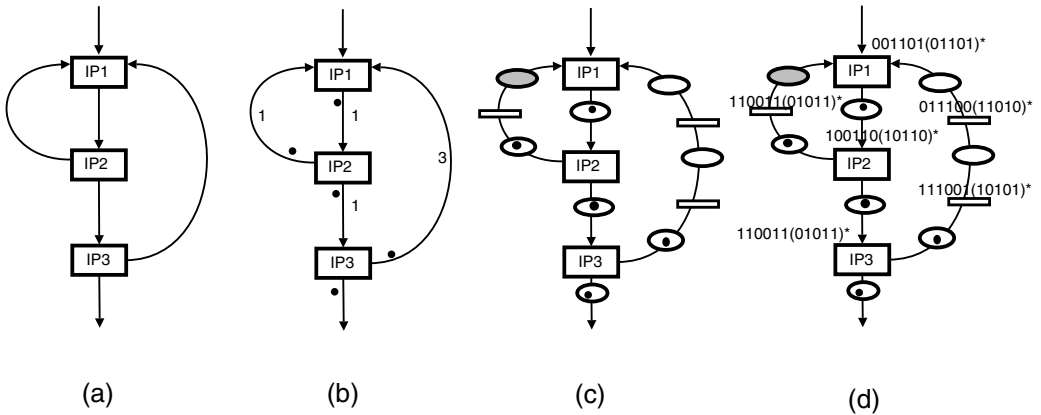 IP1
IP2
IP3
(a)
IP1
1
1
IP2
3
1
IP3
(b)
IP1
IP2
IP3
(c)
001101(01101)*
IP1
110011(01011)*
011100(11010)*
100110(10110)*
IP2
111001(10101)*
110011(01011)*
IP3
(d)